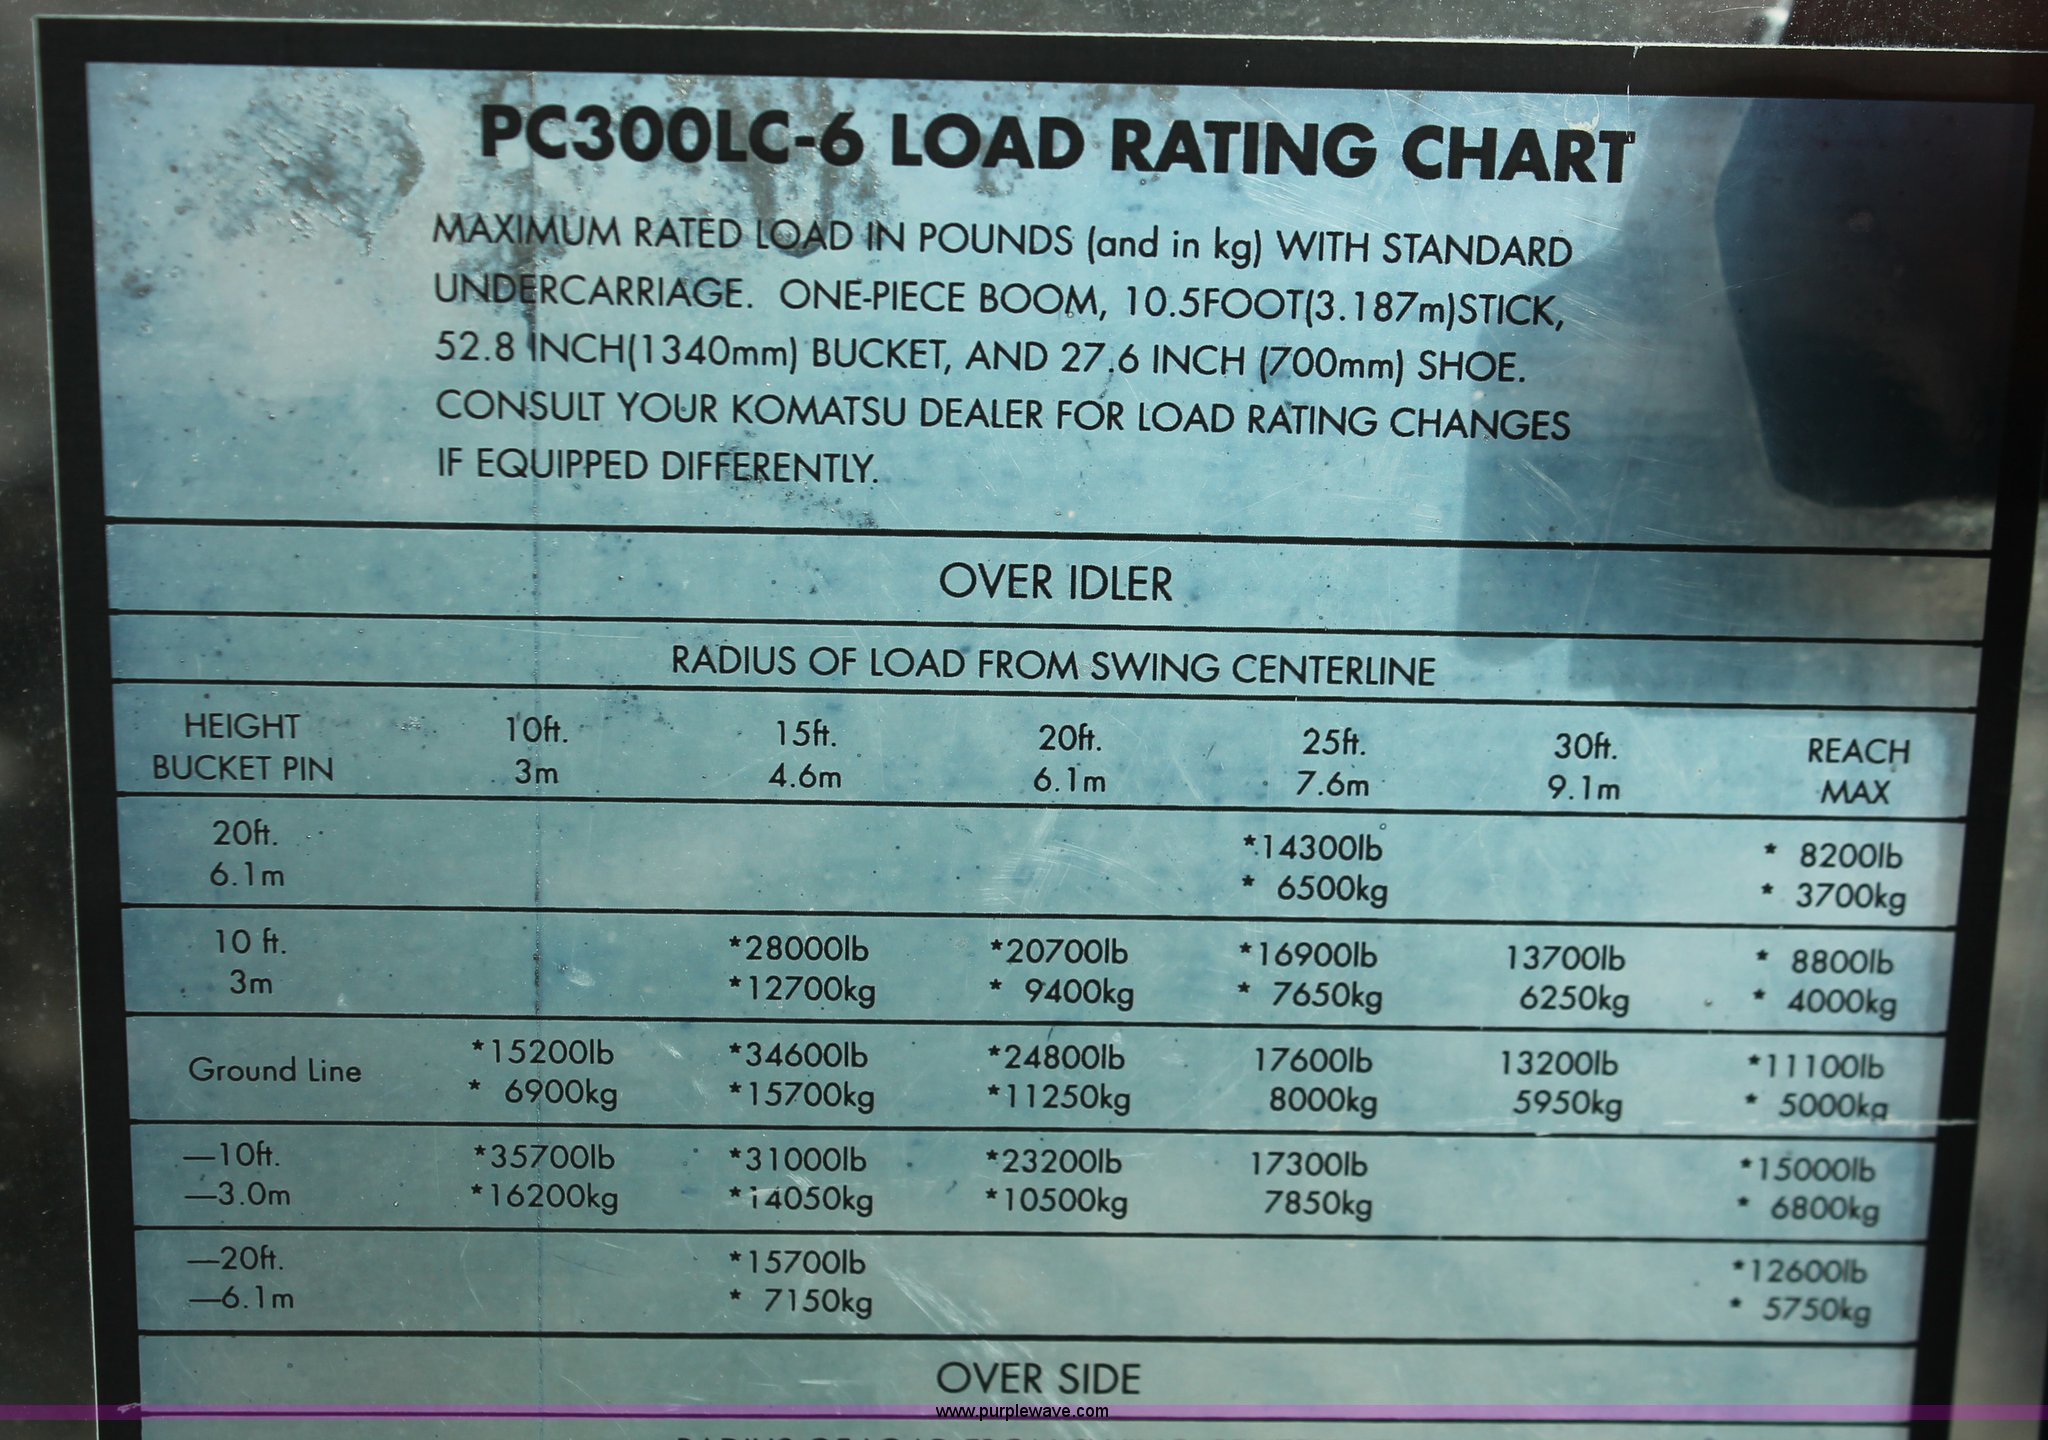 PC300LC-6 LOAD RATING CHART
MAXIMUM RATED LOAD IN POUNDS (and in kg) WITH STANDARD
UNDERCARRIAGE. ONE-PIECE BOOM, 10.5FOOT(3.187m)STICK,
52.8 INCH(1340mm) BUCKET, AND 27.6 INCH (700mm) SHOE.
CONSULT YOUR KOMATSU DEALER FOR LOAD RATING CHANGES
IF EQUIPPED DIFFERENTLY.
OVER IDLER
RADIUS OF LOAD FROM SWING CENTERLINE
HEIGHT 10ft. 15ft. 20ft. 25ft. 30ft. REACH
BUCKET PIN 3m 4.6m 6.1m 7.6m 9.1m MAX
20ft. *14300lb * 8200lb
6.1m * 6500kg * 3700kg
10 ft. *28000lb *20700lb *16900lb 13700lb * 8800lb
3m *12700kg * 9400kg * 7650kg 6250kg * 4000kg
Ground Line
*15200lb *34600lb *24800lb 17600lb 13200lb *11100lb
* 6900kg *15700kg *11250kg 8000kg 5950kg * 5000kg
—10ft. *35700lb *31000lb *23200lb 17300lb *15000lb
—3.0m *16200kg *14050kg *10500kg 7850kg * 6800kg
—20ft. *15700lb *12600lb
—6.1m * 7150kg * 5750kg
OVER SIDE
www.purplewave.com